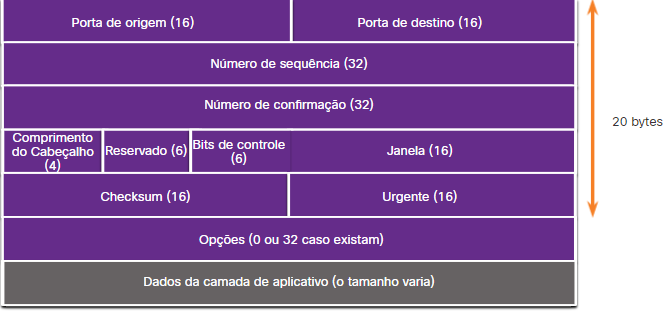 Porta de origem (16)
Porta de destino (16)
Número de sequência (32)
Número de confirmação (32)
20 bytes
Comprimento
do Cabeçalho
(4)
Reservado (6)
Bits de controle
(6)
Janela (16)
Checksum (16)
Urgente (16)
Opções (0 ou 32 caso existam)
Dados da camada de aplicativo (o tamanho varia)